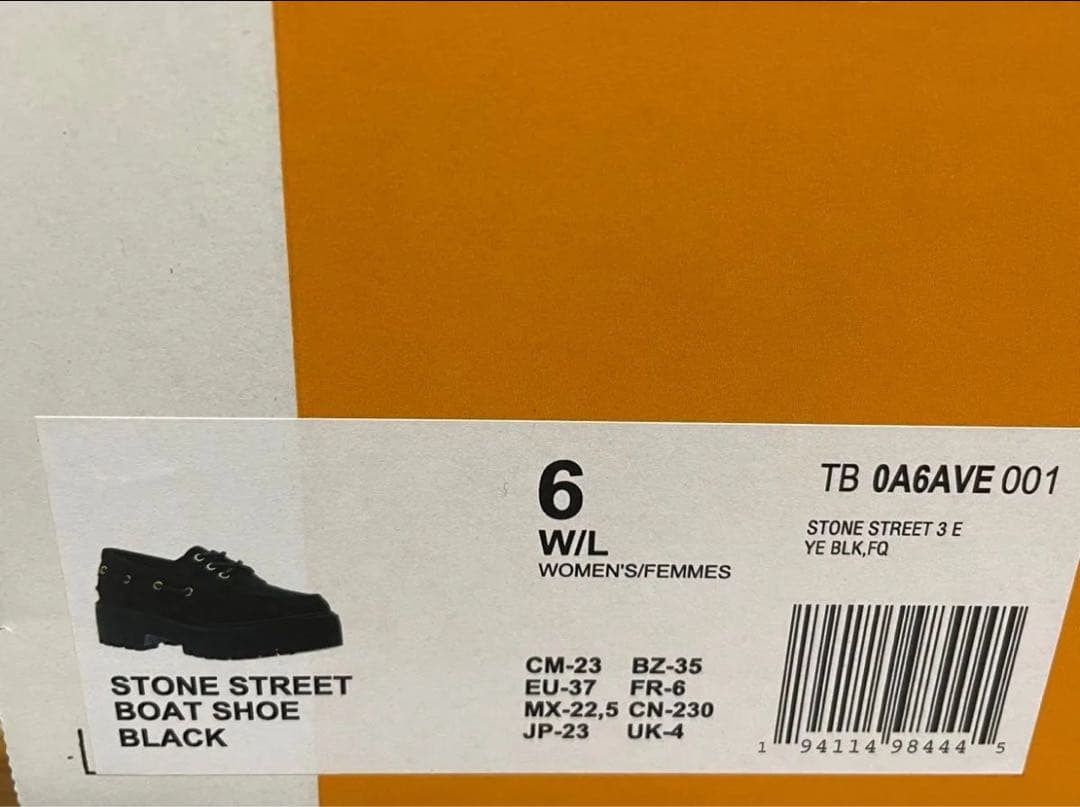 6
W/L
WOMEN'S/FEMMES
TB 0A6AVE 001
STONE STREET 3 E
YE BLK,FQ
STONE STREET
BOAT SHOE
BLACK
CM-23 BZ-35
EU-37 FR-6
MX-22,5 CN-230
JP-23 UK-4
1 94114 98444 5